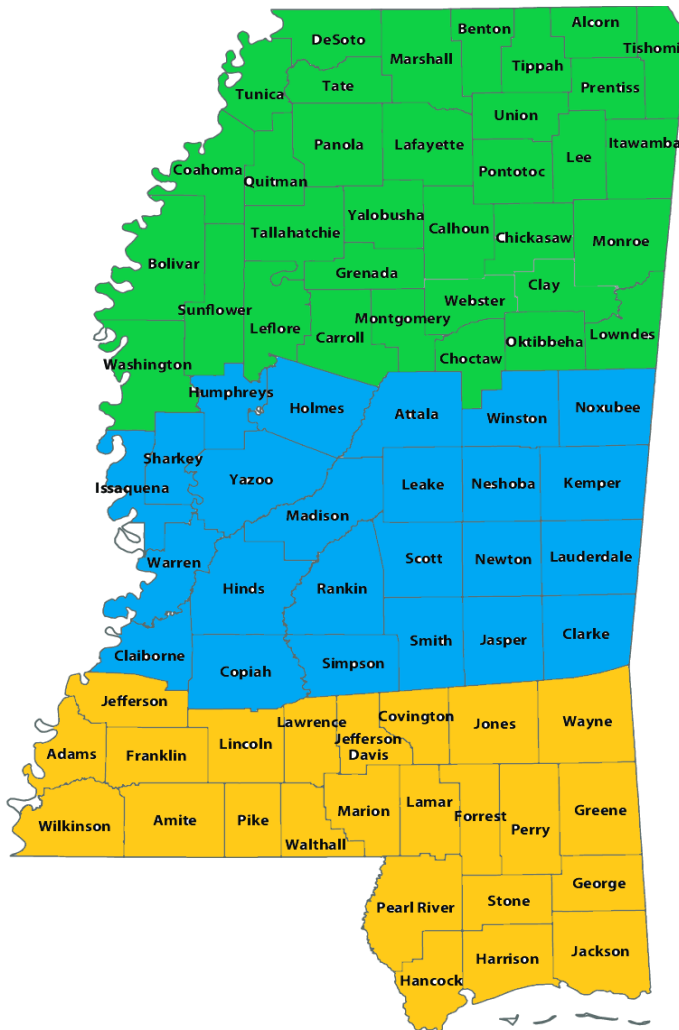 Benton
Alcorn
DeSoto
Tishomi
Marshall
Tippah
Tate
Prentiss
Tunica
Union
Panola
Lafayette
Itawamba
Lee
Coahoma
Pontotoc
Quitman
Yalobusha
Tallahatchie
Calhoun
Chickasaw
Monroe
Bolivar
Grenada
Clay
Webster
Sunflower
Montgomery
Leflore
Carroll
Lowndes
Oktibbeha
Choctaw
Washington
Humphreys
Holmes
Attala
Winston
Noxubee
Sharkey
Yazoo
Leake
Neshoba
Kemper
Issaquena
Madison
Warren
Scott
Newton
Lauderdale
Hinds
Rankin
Smith
Jasper
Clarke
Claiborne
Copiah
Simpson
Jefferson
Covington
Lawrence
Jones
Wayne
Jefferson
Davis
Lincoln
Adams
Franklin
Lamar
Marion
Forrest
Greene
Wilkinson
Amite
Pike
Perry
Walthall
George
Stone
Pearl River
Jackson
Harrison
Hancock